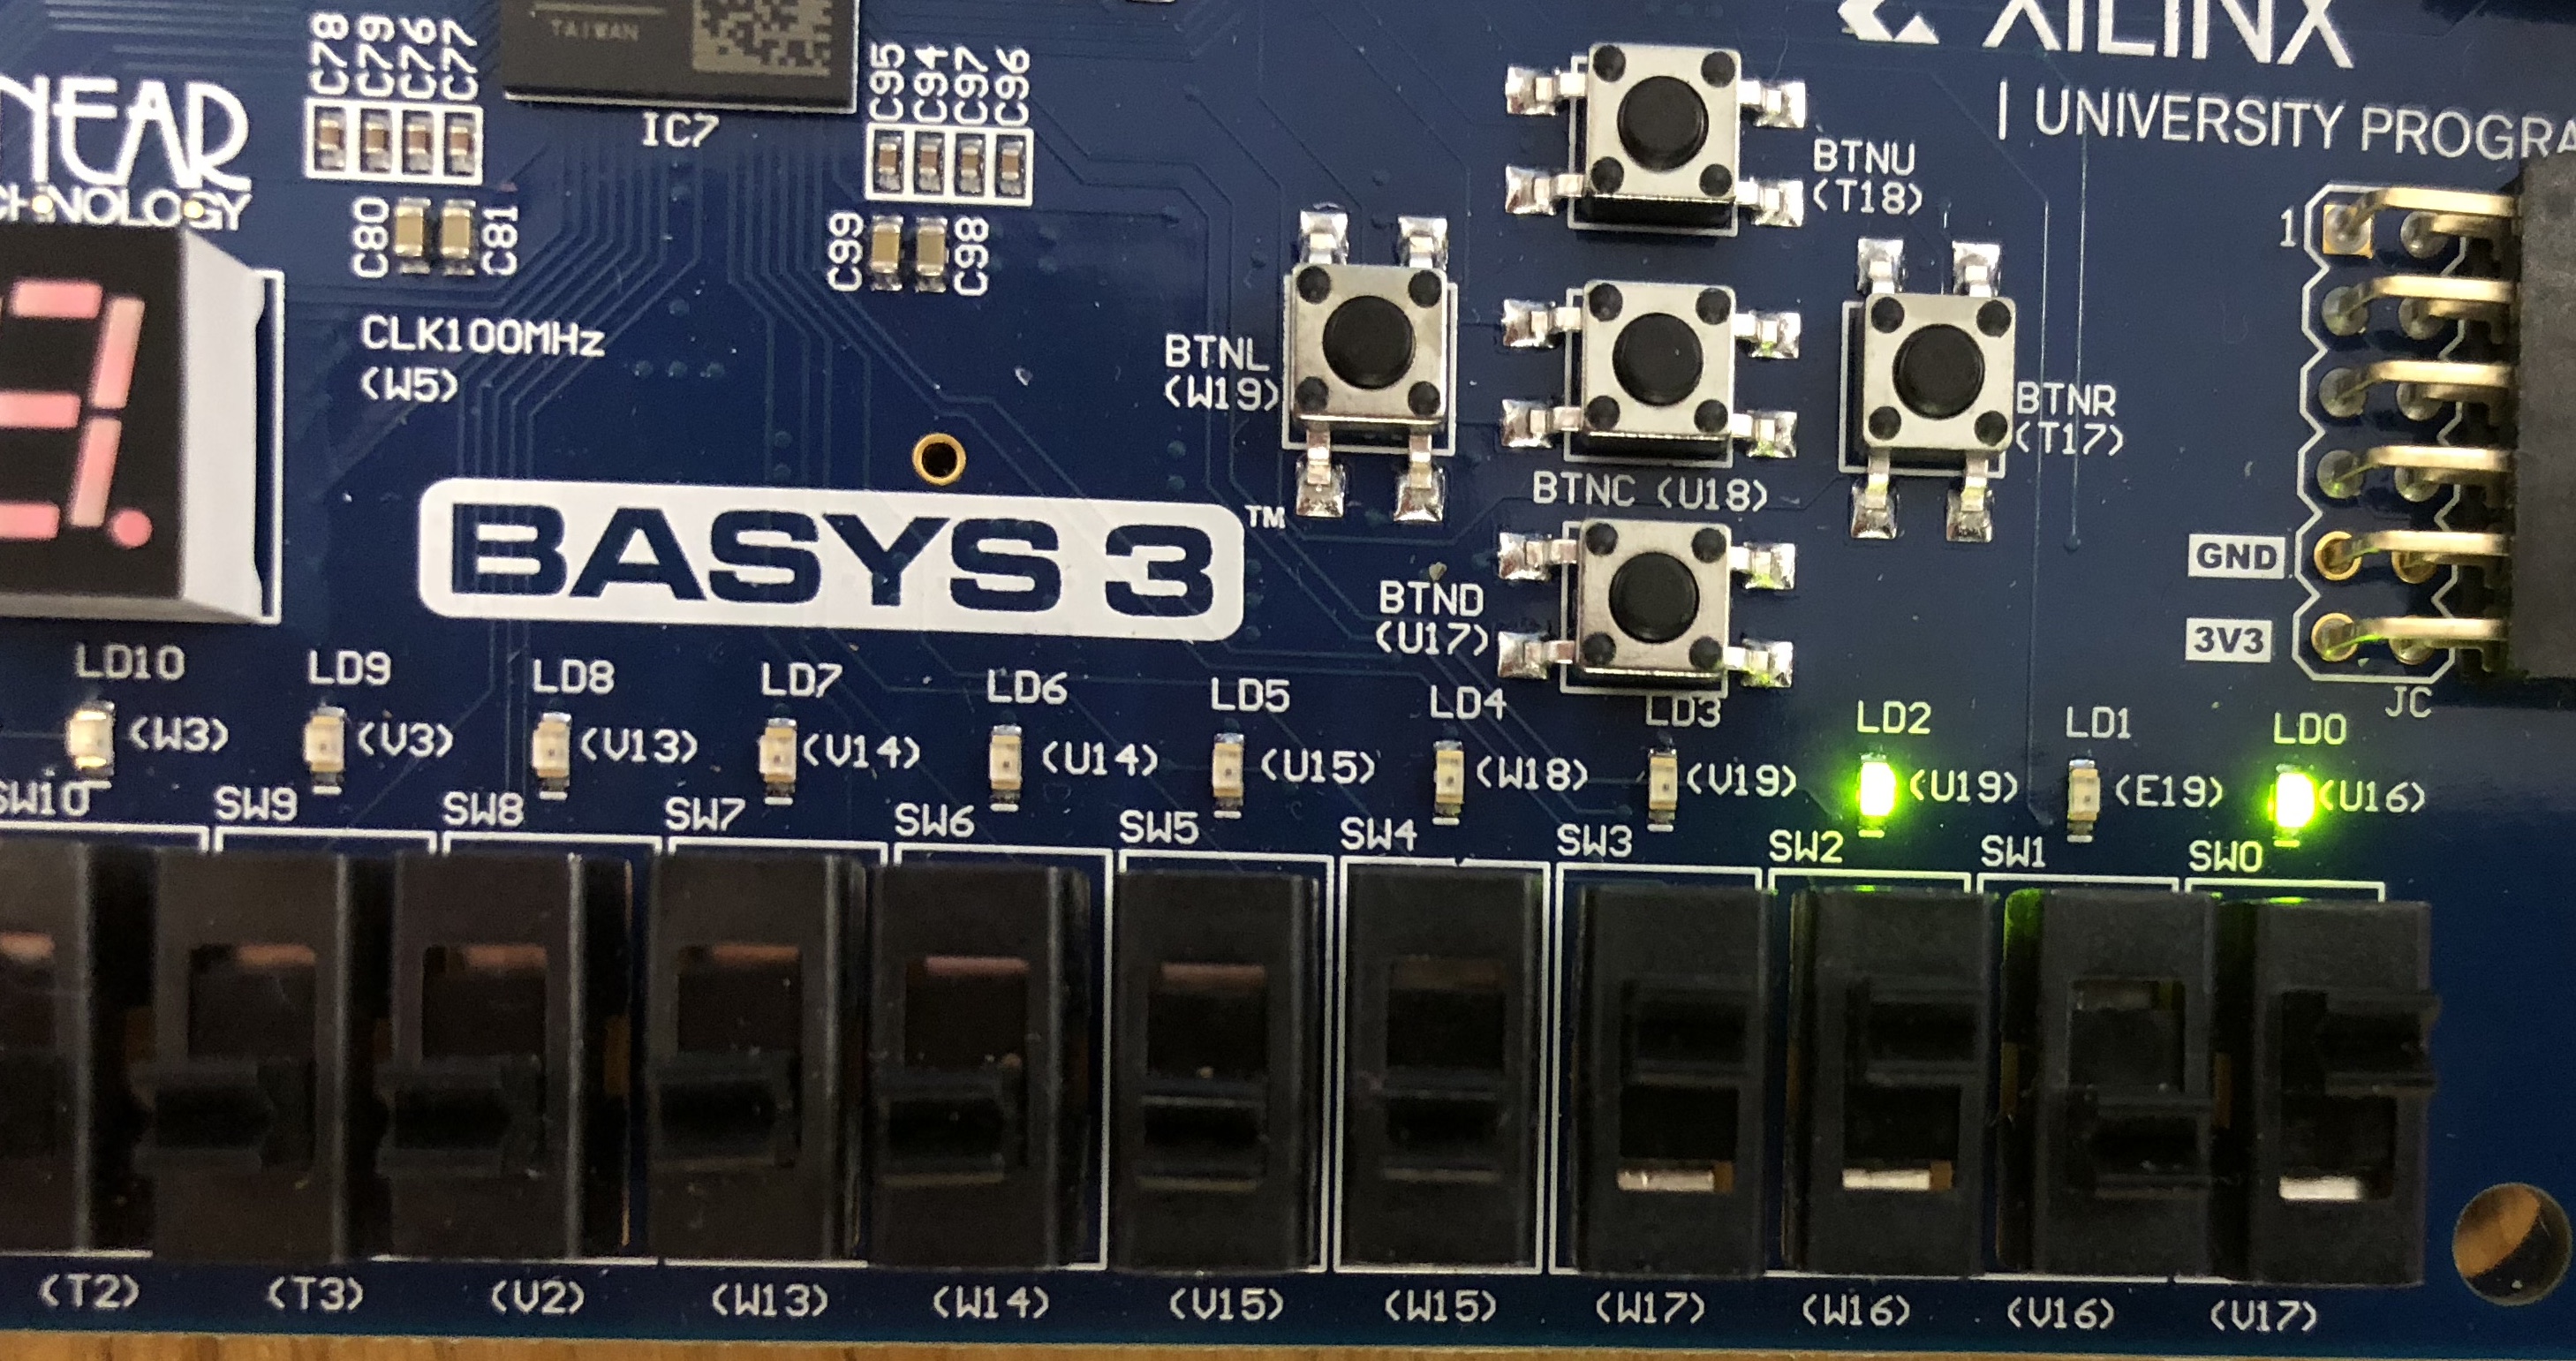 TAIWAN
XILINX
UNIVERSITY PROGRA
C78
C79
C76
C77
C95
C94
C97
C96
NEAR
CHNOLOGY
IC7
BTNU
(T18)
C80
C81
C99
C98
1
CLK100MHz
(W5)
BTNL
(W19)
BTNR
(T17)
BTNC (U18)
BASYS 3™
GND
BTND
(U17)
3V3
JC
LD10
LD9
LD8
LD7
LD6
LD5
LD4
LD3
LD2
LD1
LD0
(W3)
(V3)
(V13)
(V14)
(U14)
(U15)
(W18)
(V19)
(U19)
(E19)
(U16)
SW10
SW9
SW8
SW7
SW6
SW5
SW4
SW3
SW2
SW1
SW0
(T2)
(T3)
(V2)
(W13)
(W14)
(V15)
(W15)
(W17)
(W16)
(V16)
(V17)